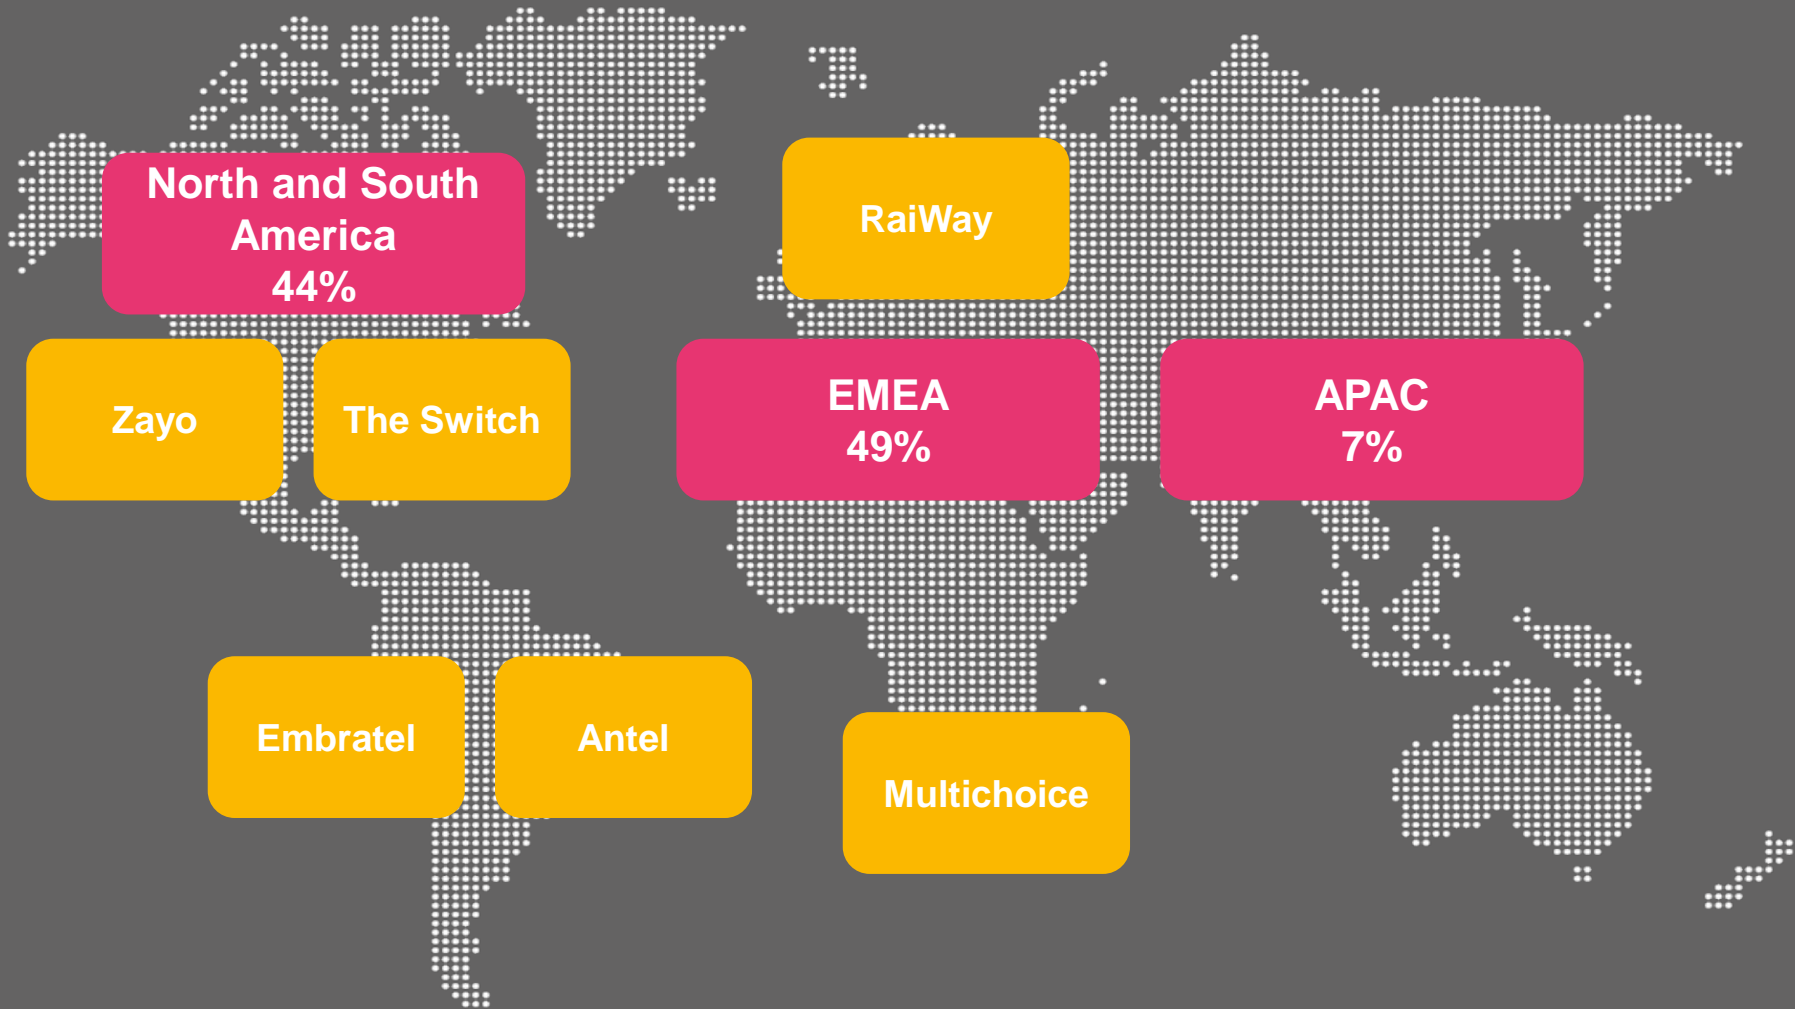 North and South
America
44%
RaiWay
Zayo
The Switch
EMEA
49%
APAC
7%
Embratel
Antel
Multichoice